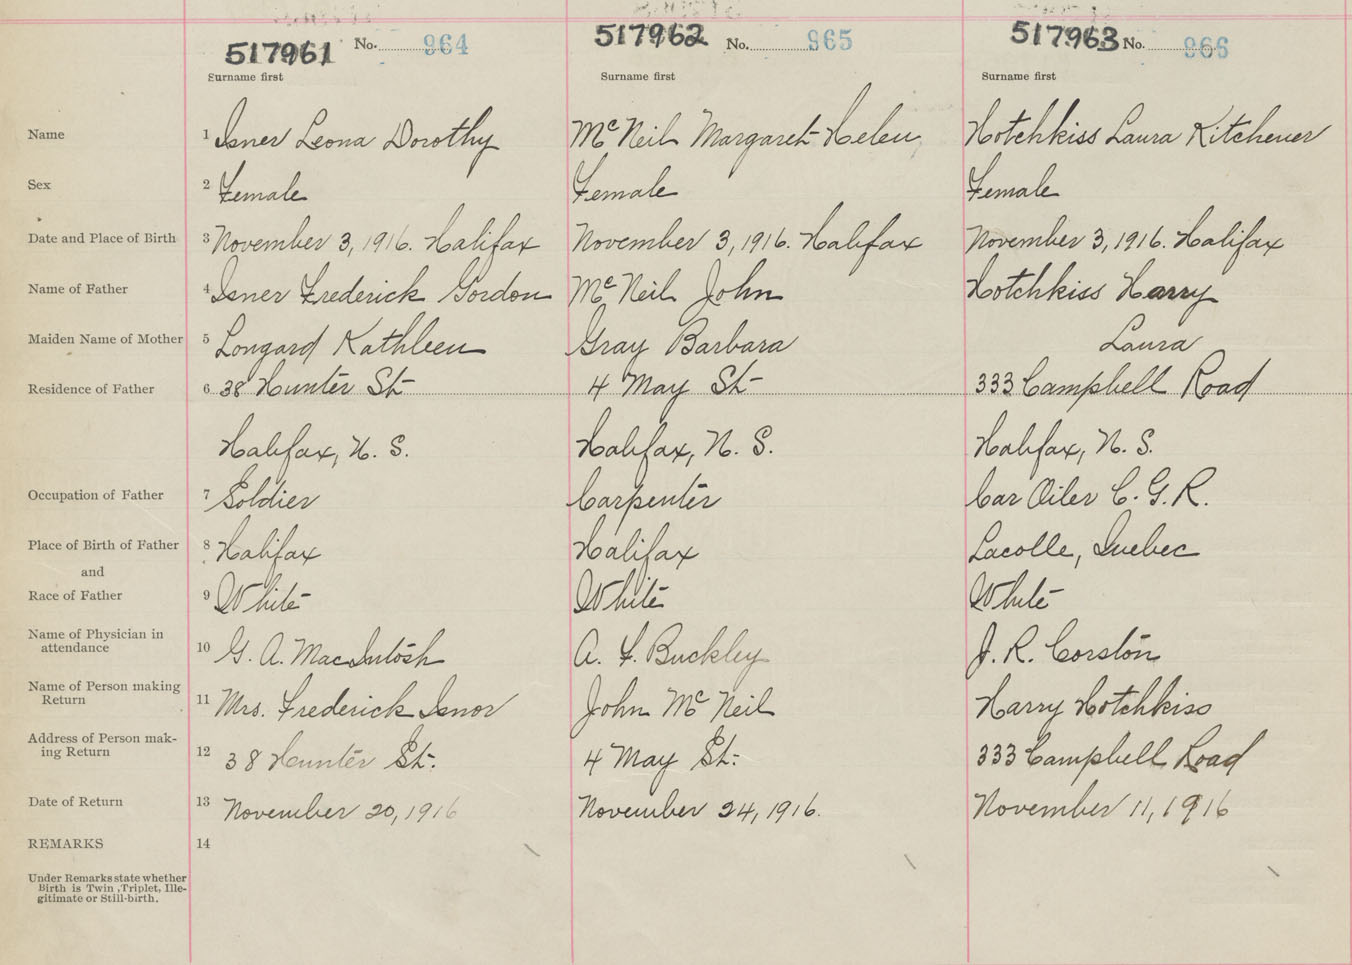 517961 No. 964 517962 No. 965 517963 No. 966
Surname first Surname first Surname first
Name 1 Isner Leona Dorothy McNeil Margaret Helen Hotchkiss Laura Kitchener
Sex 2 Female Female Female
Date and Place of Birth 3 November 3, 1916. Halifax November 3, 1916. Halifax November 3, 1916. Halifax
Name of Father 4 Isner Frederick Gordon McNeil John Hotchkiss Harry
Maiden Name of Mother 5 Longard Kathleen Gray Barbara Laura
Residence of Father 6 38 Hunter St 4 May St 333 Campbell Road
Halifax, N. S. Halifax, N. S. Halifax, N. S.
Occupation of Father 7 Soldier Carpenter Car Oiler C. G. R.
Place of Birth of Father 8 Halifax Halifax Lacolle, Quebec
and
Race of Father 9 White White White
Name of Physician in
attendance 10 G. A. MacIntosh A. F. Buckley J. R. Corston
Name of Person making
Return 11 Mrs. Frederick Isnor John McNeil Harry Hotchkiss
Address of Person mak-
ing Return 12 38 Hunter St. 4 May St. 333 Campbell Road
Date of Return 13 November 20, 1916 November 24, 1916. November 11, 1916
REMARKS 14
Under Remarks state whether
Birth is Twin, Triplet, Ille-
gitimate or Still-birth.